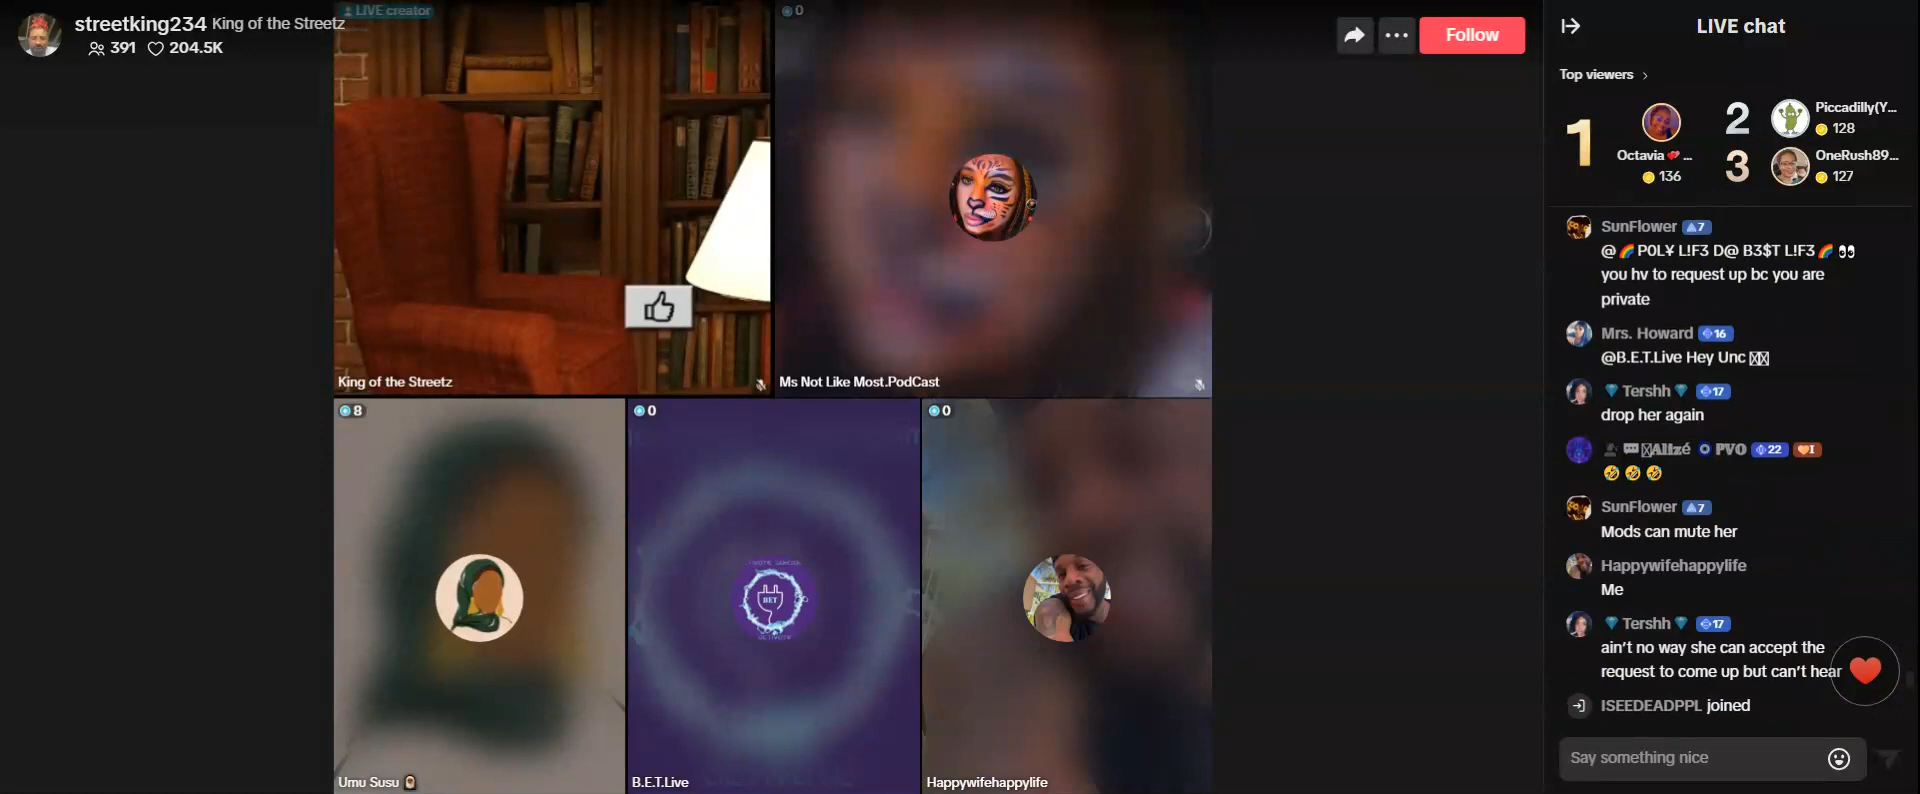 streetking234 King of the Streetz
391 204.5K
LIVE creator
0
Follow
King of the Streetz
Ms Not Like Most.PodCast
8
0
0
BET
Umu Susu
B.E.T.Live
Happywifehappylife
LIVE chat
Top viewers >
1
Octavia 💔 ...
136
2
Piccadilly(Y...
128
3
OneRush89...
127
SunFlower 7
@🌈POL¥ L!F3 D@ B3$T L!F3🌈 👀
you hv to request up bc you are
private
Mrs. Howard 16
@B.E.T.Live Hey Unc
💎Tershh💎 17
drop her again
𝔸𝕝𝕚𝕫é ℙ𝕍𝕆 22 I
🤣🤣🤣
SunFlower 7
Mods can mute her
Happywifehappylife
Me
💎Tershh💎 17
ain't no way she can accept the
request to come up but can't hear
ISEEDEADPPL joined
Say something nice